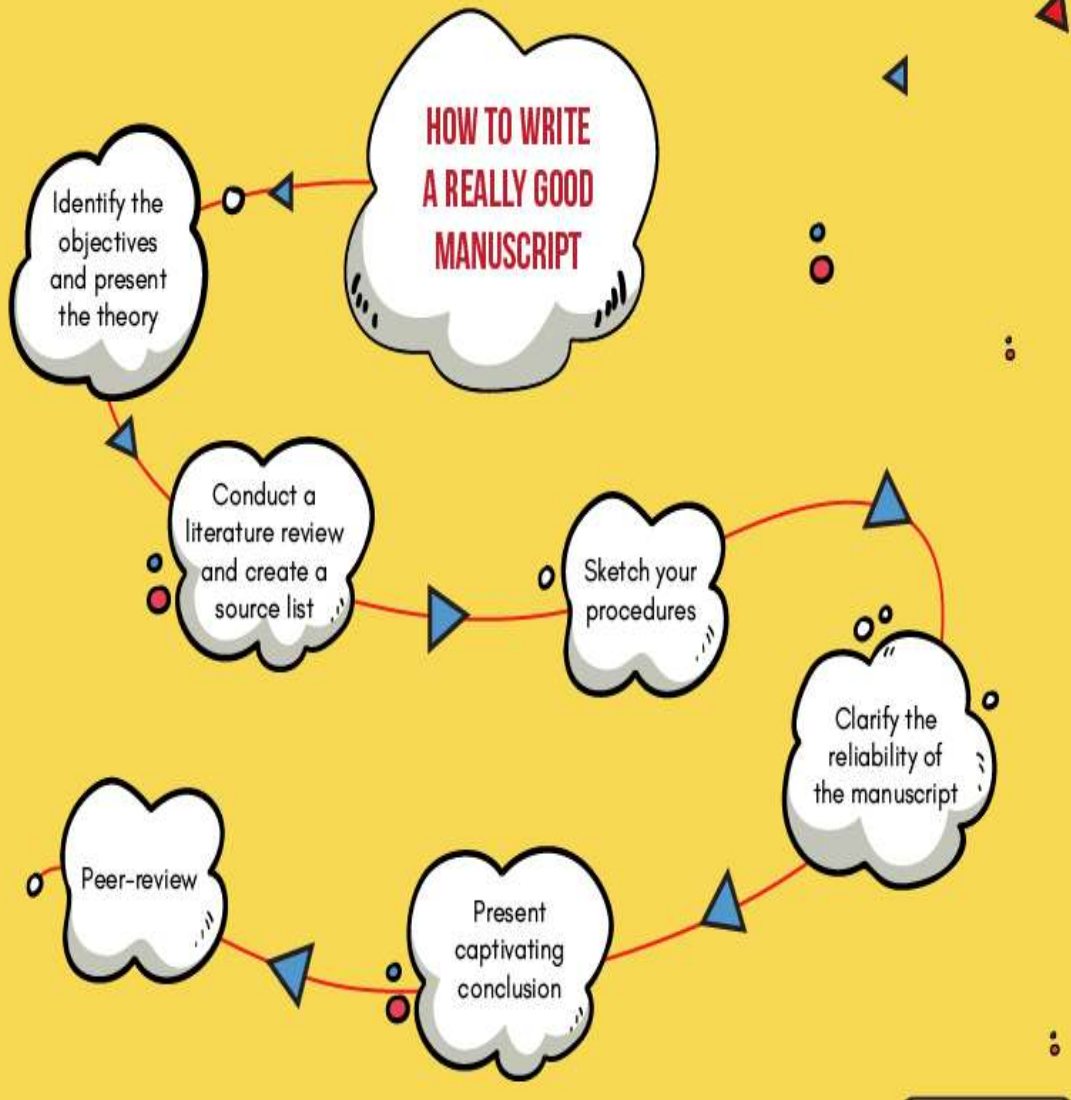 HOW TO WRITE
A REALLY GOOD
MANUSCRIPT
Identify the
objectives
and present
the theory
Conduct a
literature review
and create a
source list
Sketch your
procedures
Clarify the
reliability of
the manuscript
Present
captivating
conclusion
Peer-review